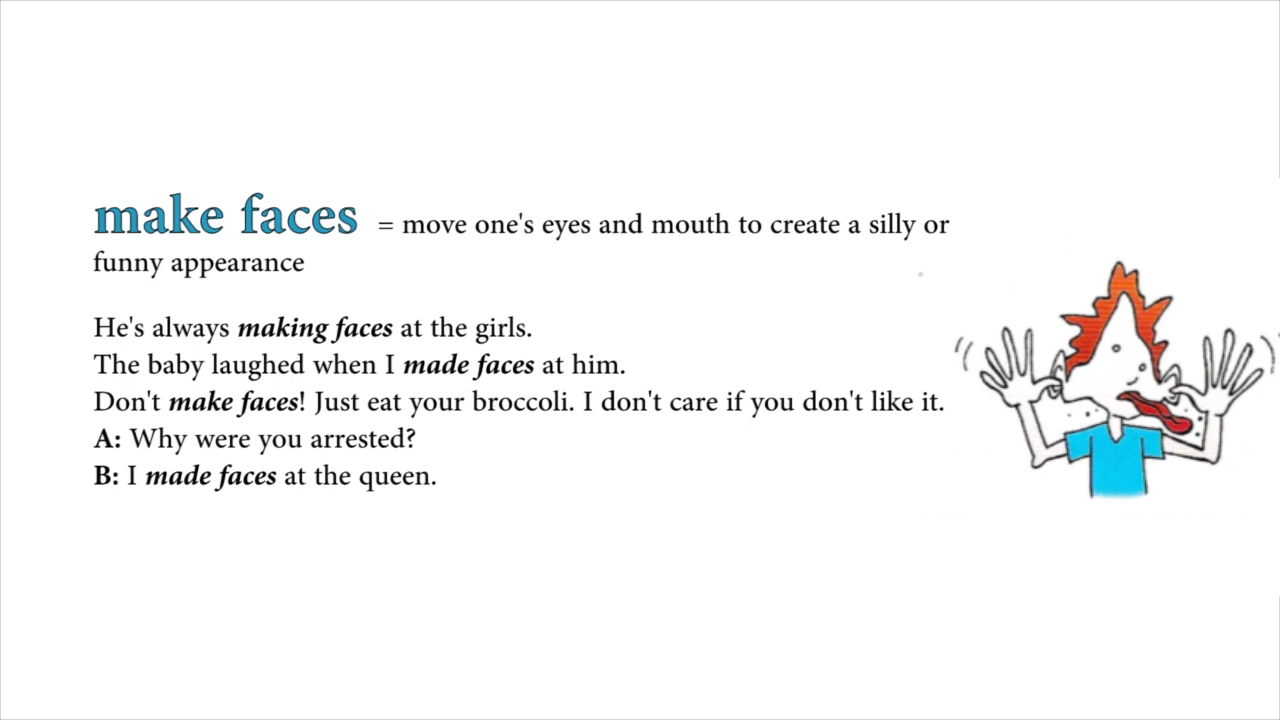 make faces = move one's eyes and mouth to create a silly or
funny appearance
He's always making faces at the girls.
The baby laughed when I made faces at him.
Don't make faces! Just eat your broccoli. I don't care if you don't like it.
A: Why were you arrested?
B: I made faces at the queen.